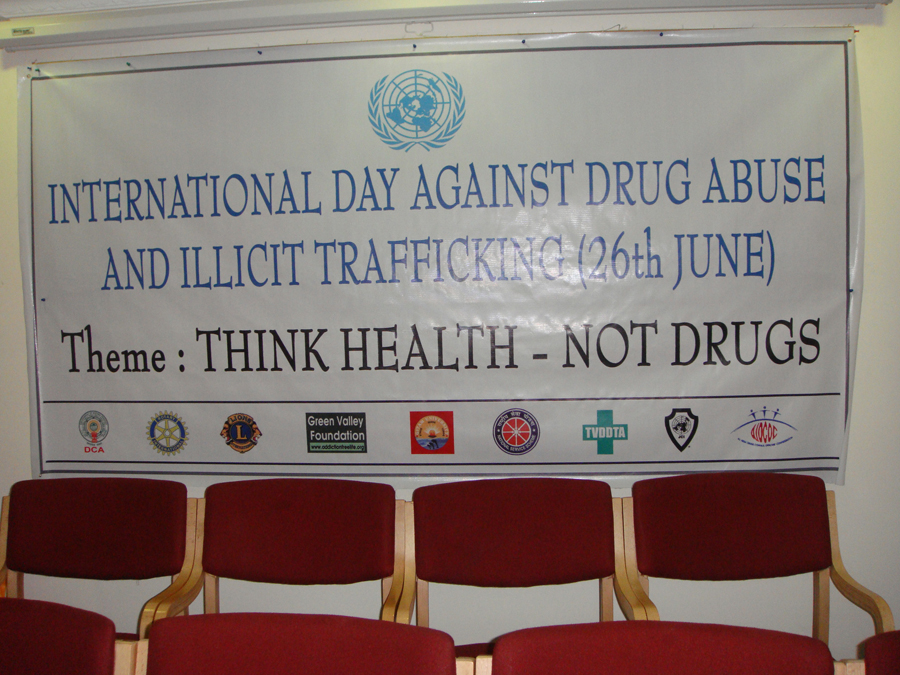 INTERNATIONAL DAY AGAINST DRUG ABUSE
AND ILLICIT TRAFFICKING (26th JUNE)
Theme : THINK HEALTH – NOT DRUGS
DCA
LIONS
L
Green Valley
Foundation
TVDDTA